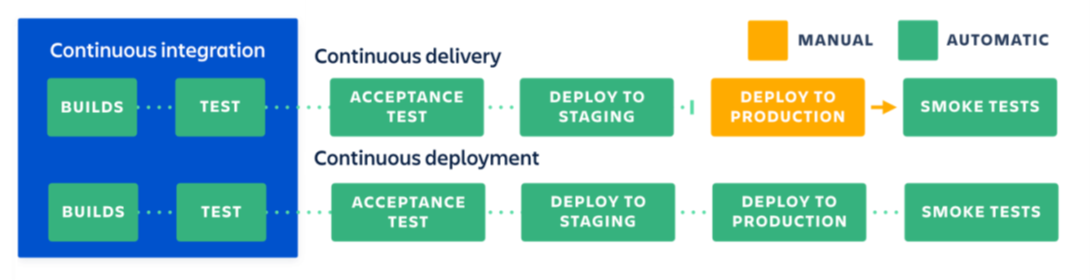 Continuous integration
MANUAL
AUTOMATIC
Continuous delivery
BUILDS
TEST
ACCEPTANCE
TEST
DEPLOY TO
STAGING
DEPLOY TO
PRODUCTION
SMOKE TESTS
Continuous deployment
BUILDS
TEST
ACCEPTANCE
TEST
DEPLOY TO
STAGING
DEPLOY TO
PRODUCTION
SMOKE TESTS